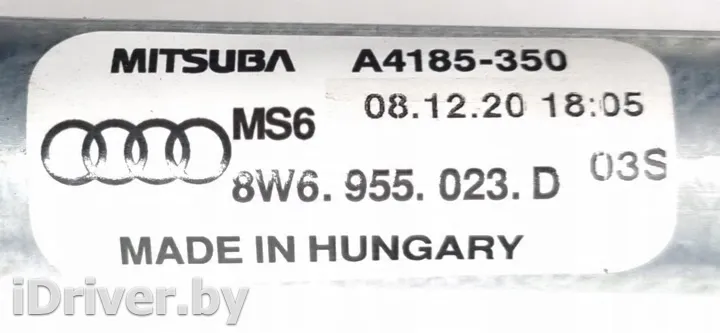 MITSUBA A4185-350
08.12.20 18:05
MS6
8W6. 955. 023. D 03S
MADE IN HUNGARY
iDriver.by